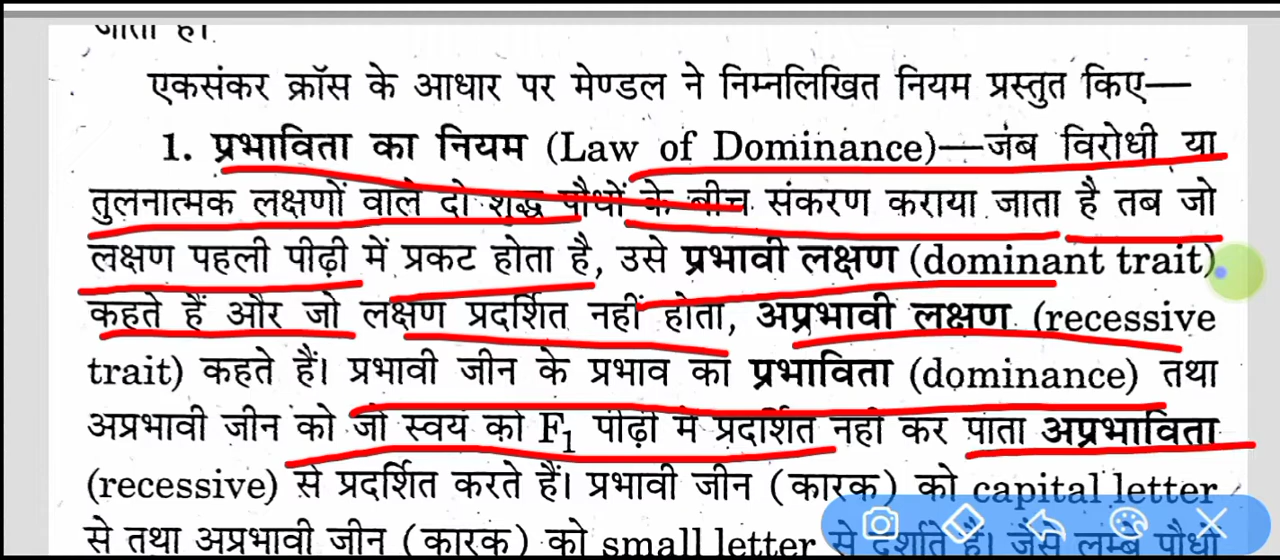 जाता है।
एकसंकर क्रॉस के आधार पर मेण्डल ने निम्नलिखित नियम प्रस्तुत किए—
1. प्रभाविता का नियम (Law of Dominance)—जब विरोधी या
तुलनात्मक लक्षणों वाले दो शुद्ध पौधों के बीच संकरण कराया जाता है तब जो
लक्षण पहली पीढ़ी में प्रकट होता है, उसे प्रभावी लक्षण (dominant trait)
कहते हैं और जो लक्षण प्रदर्शित नहीं होता, अप्रभावी लक्षण (recessive
trait) कहते हैं। प्रभावी जीन के प्रभाव को प्रभाविता (dominance) तथा
अप्रभावी जीन को जो स्वयं को F₁ पीढ़ी में प्रदर्शित नहीं कर पाता अप्रभाविता
(recessive) से प्रदर्शित करते हैं। प्रभावी जीन (कारक) को capital letter
से तथा अप्रभावी जीन (कारक) को small letter से दर्शाते हैं। जैसे लम्बे पौधों